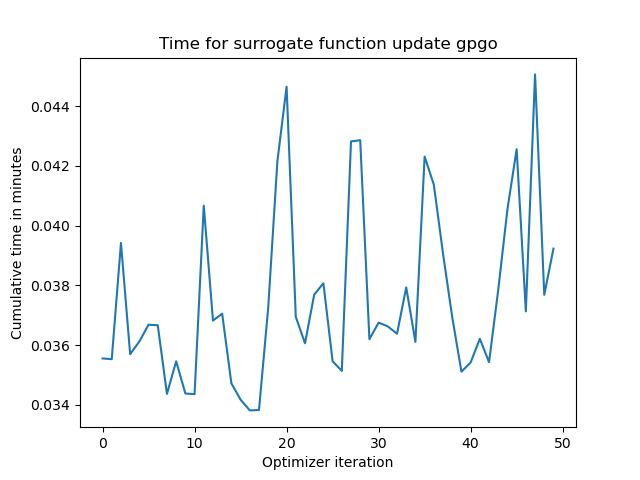 Time for surrogate function update gpgo
Cumulative time in minutes
0.044
0.042
0.040
0.038
0.036
0.034
0 10 20 30 40 50
Optimizer iteration